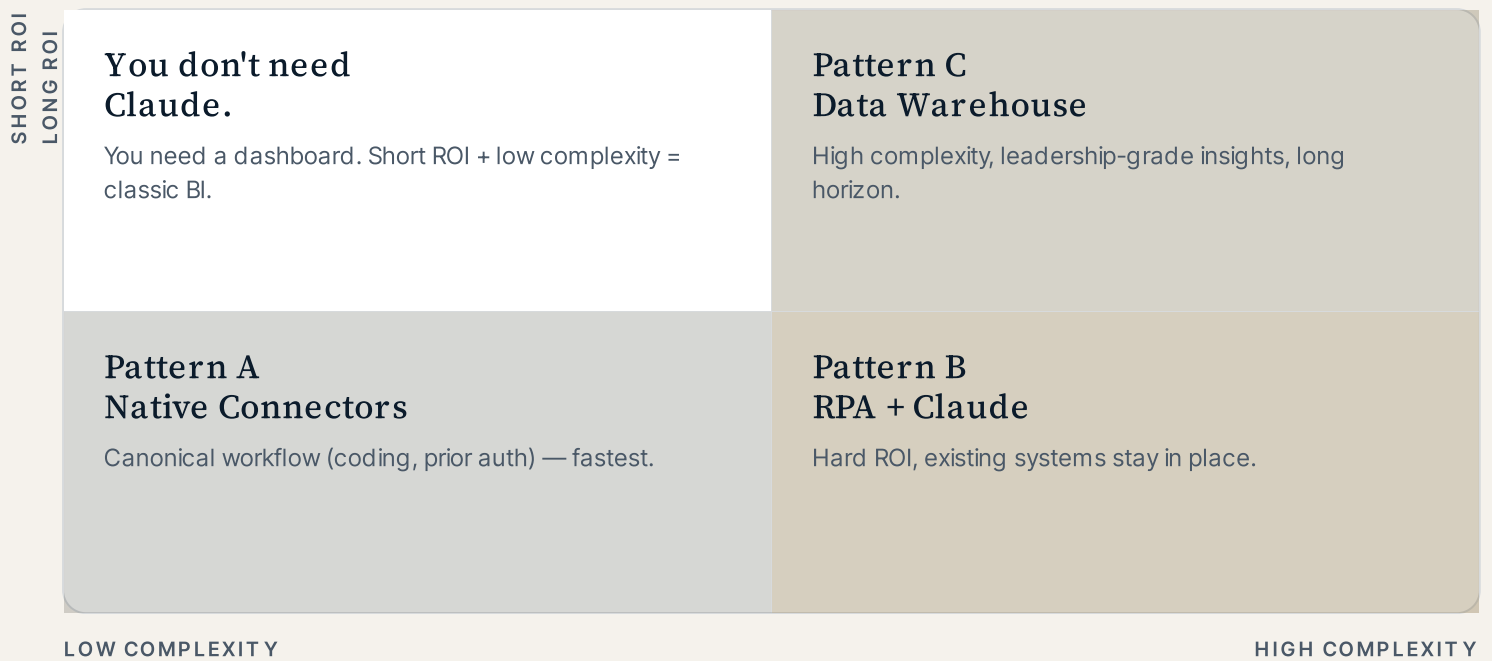 SHORT ROI
LONG ROI
You don't need
Claude.
You need a dashboard. Short ROI + low complexity =
classic BI.
Pattern C
Data Warehouse
High complexity, leadership-grade insights, long
horizon.
Pattern A
Native Connectors
Canonical workflow (coding, prior auth) — fastest.
Pattern B
RPA + Claude
Hard ROI, existing systems stay in place.
LOW COMPLEXITY
HIGH COMPLEXITY